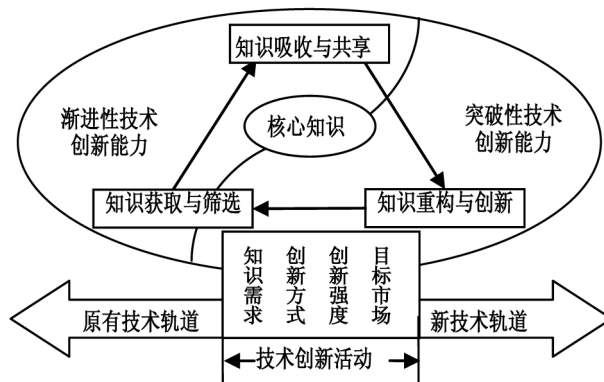 知识吸收与共享
渐进性技术
创新能力
核心知识
突破性技术
创新能力
知识获取与筛选
知识重构与创新
知识需求
创新方式
创新强度
目标市场
原有技术轨道
新技术轨道
技术创新活动